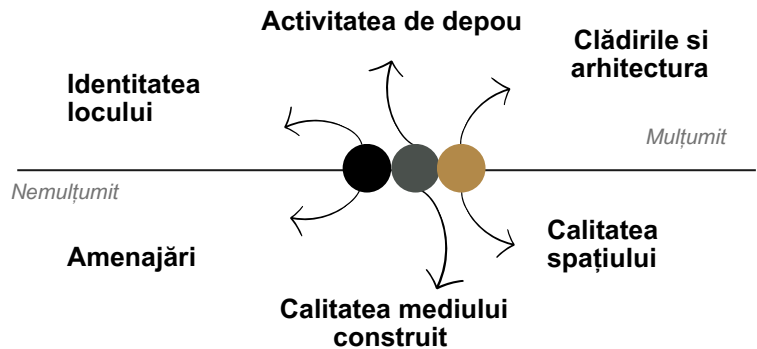 Activitatea de depou
Clădirile si
arhitectura
Identitatea
locului
Mulțumit
Nemulțumit
Amenajări
Calitatea
spațiului
Calitatea mediului
construit